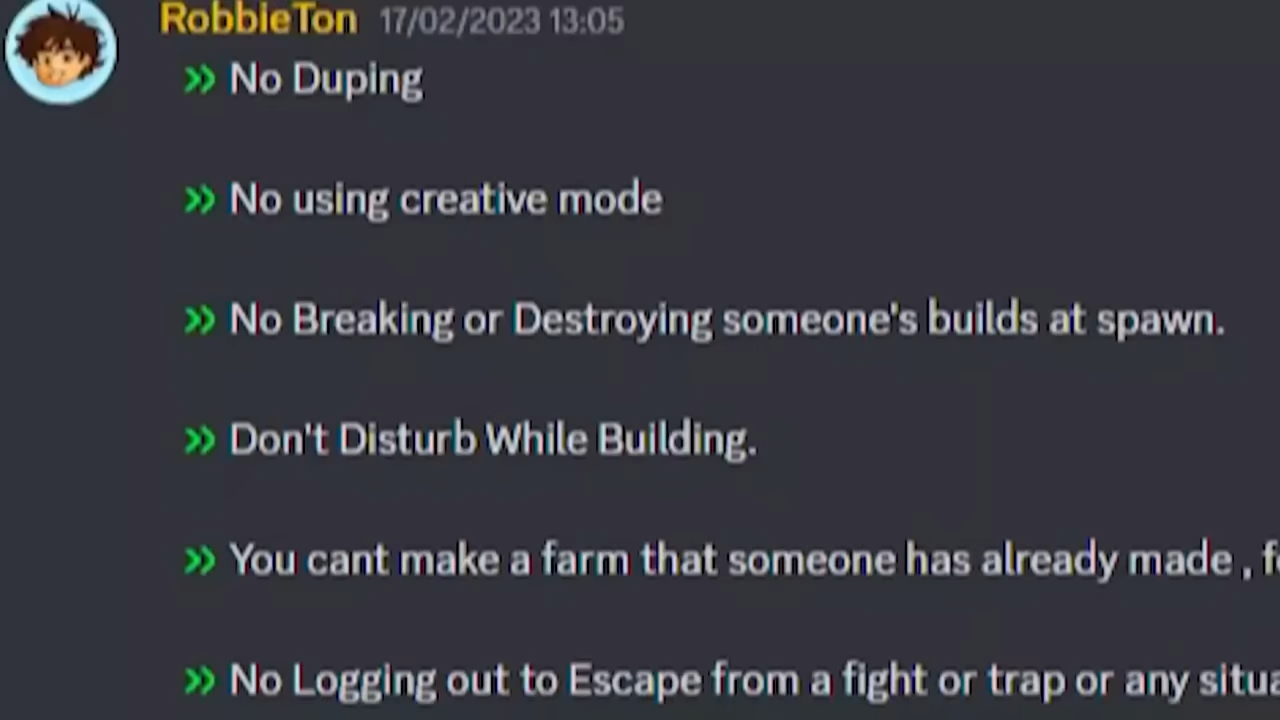 RobbieTon 17/02/2023 13:05
» No Duping
» No using creative mode
» No Breaking or Destroying someone's builds at spawn.
» Don't Disturb While Building.
» You cant make a farm that someone has already made ,
» No Logging out to Escape from a fight or trap or any